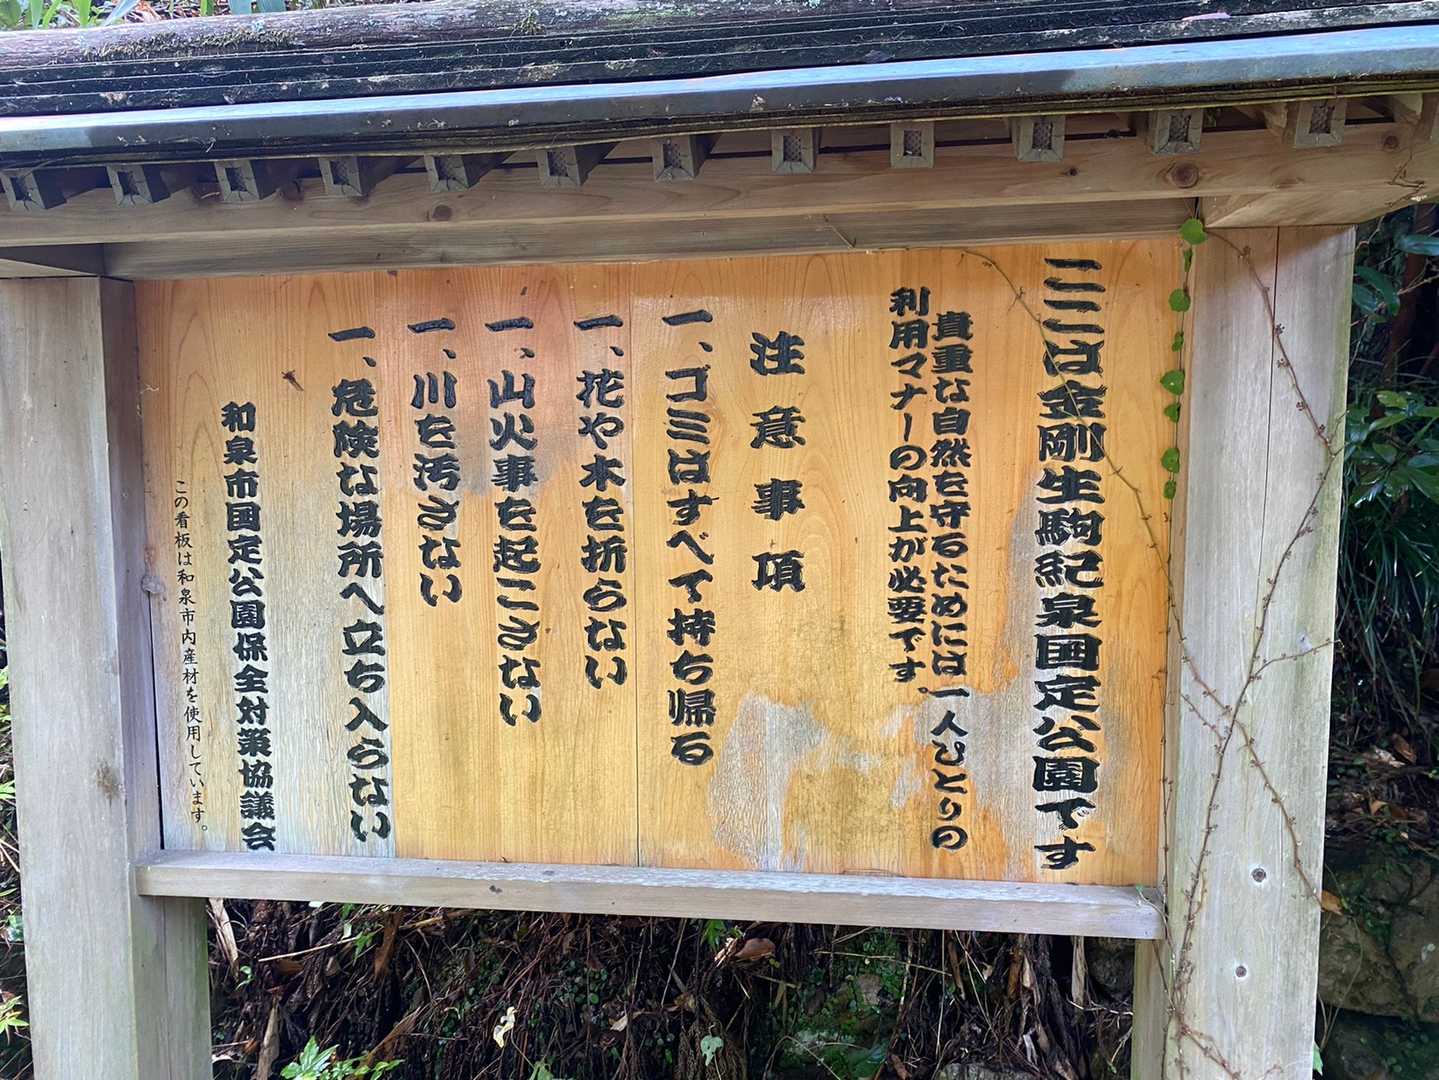 ここは金剛生駒紀泉国定公園です
貴重な自然を守るためには一人ひとりの
利用マナーの向上が必要です。
注意事項
一、ゴミはすべて持ち帰る
一、花や木を折らない
一、山火事を起こさない
一、川を汚さない
一、危険な場所へ立ち入らない
和泉市国定公園保全対策協議会
この看板は和泉市内産材を使用しています。